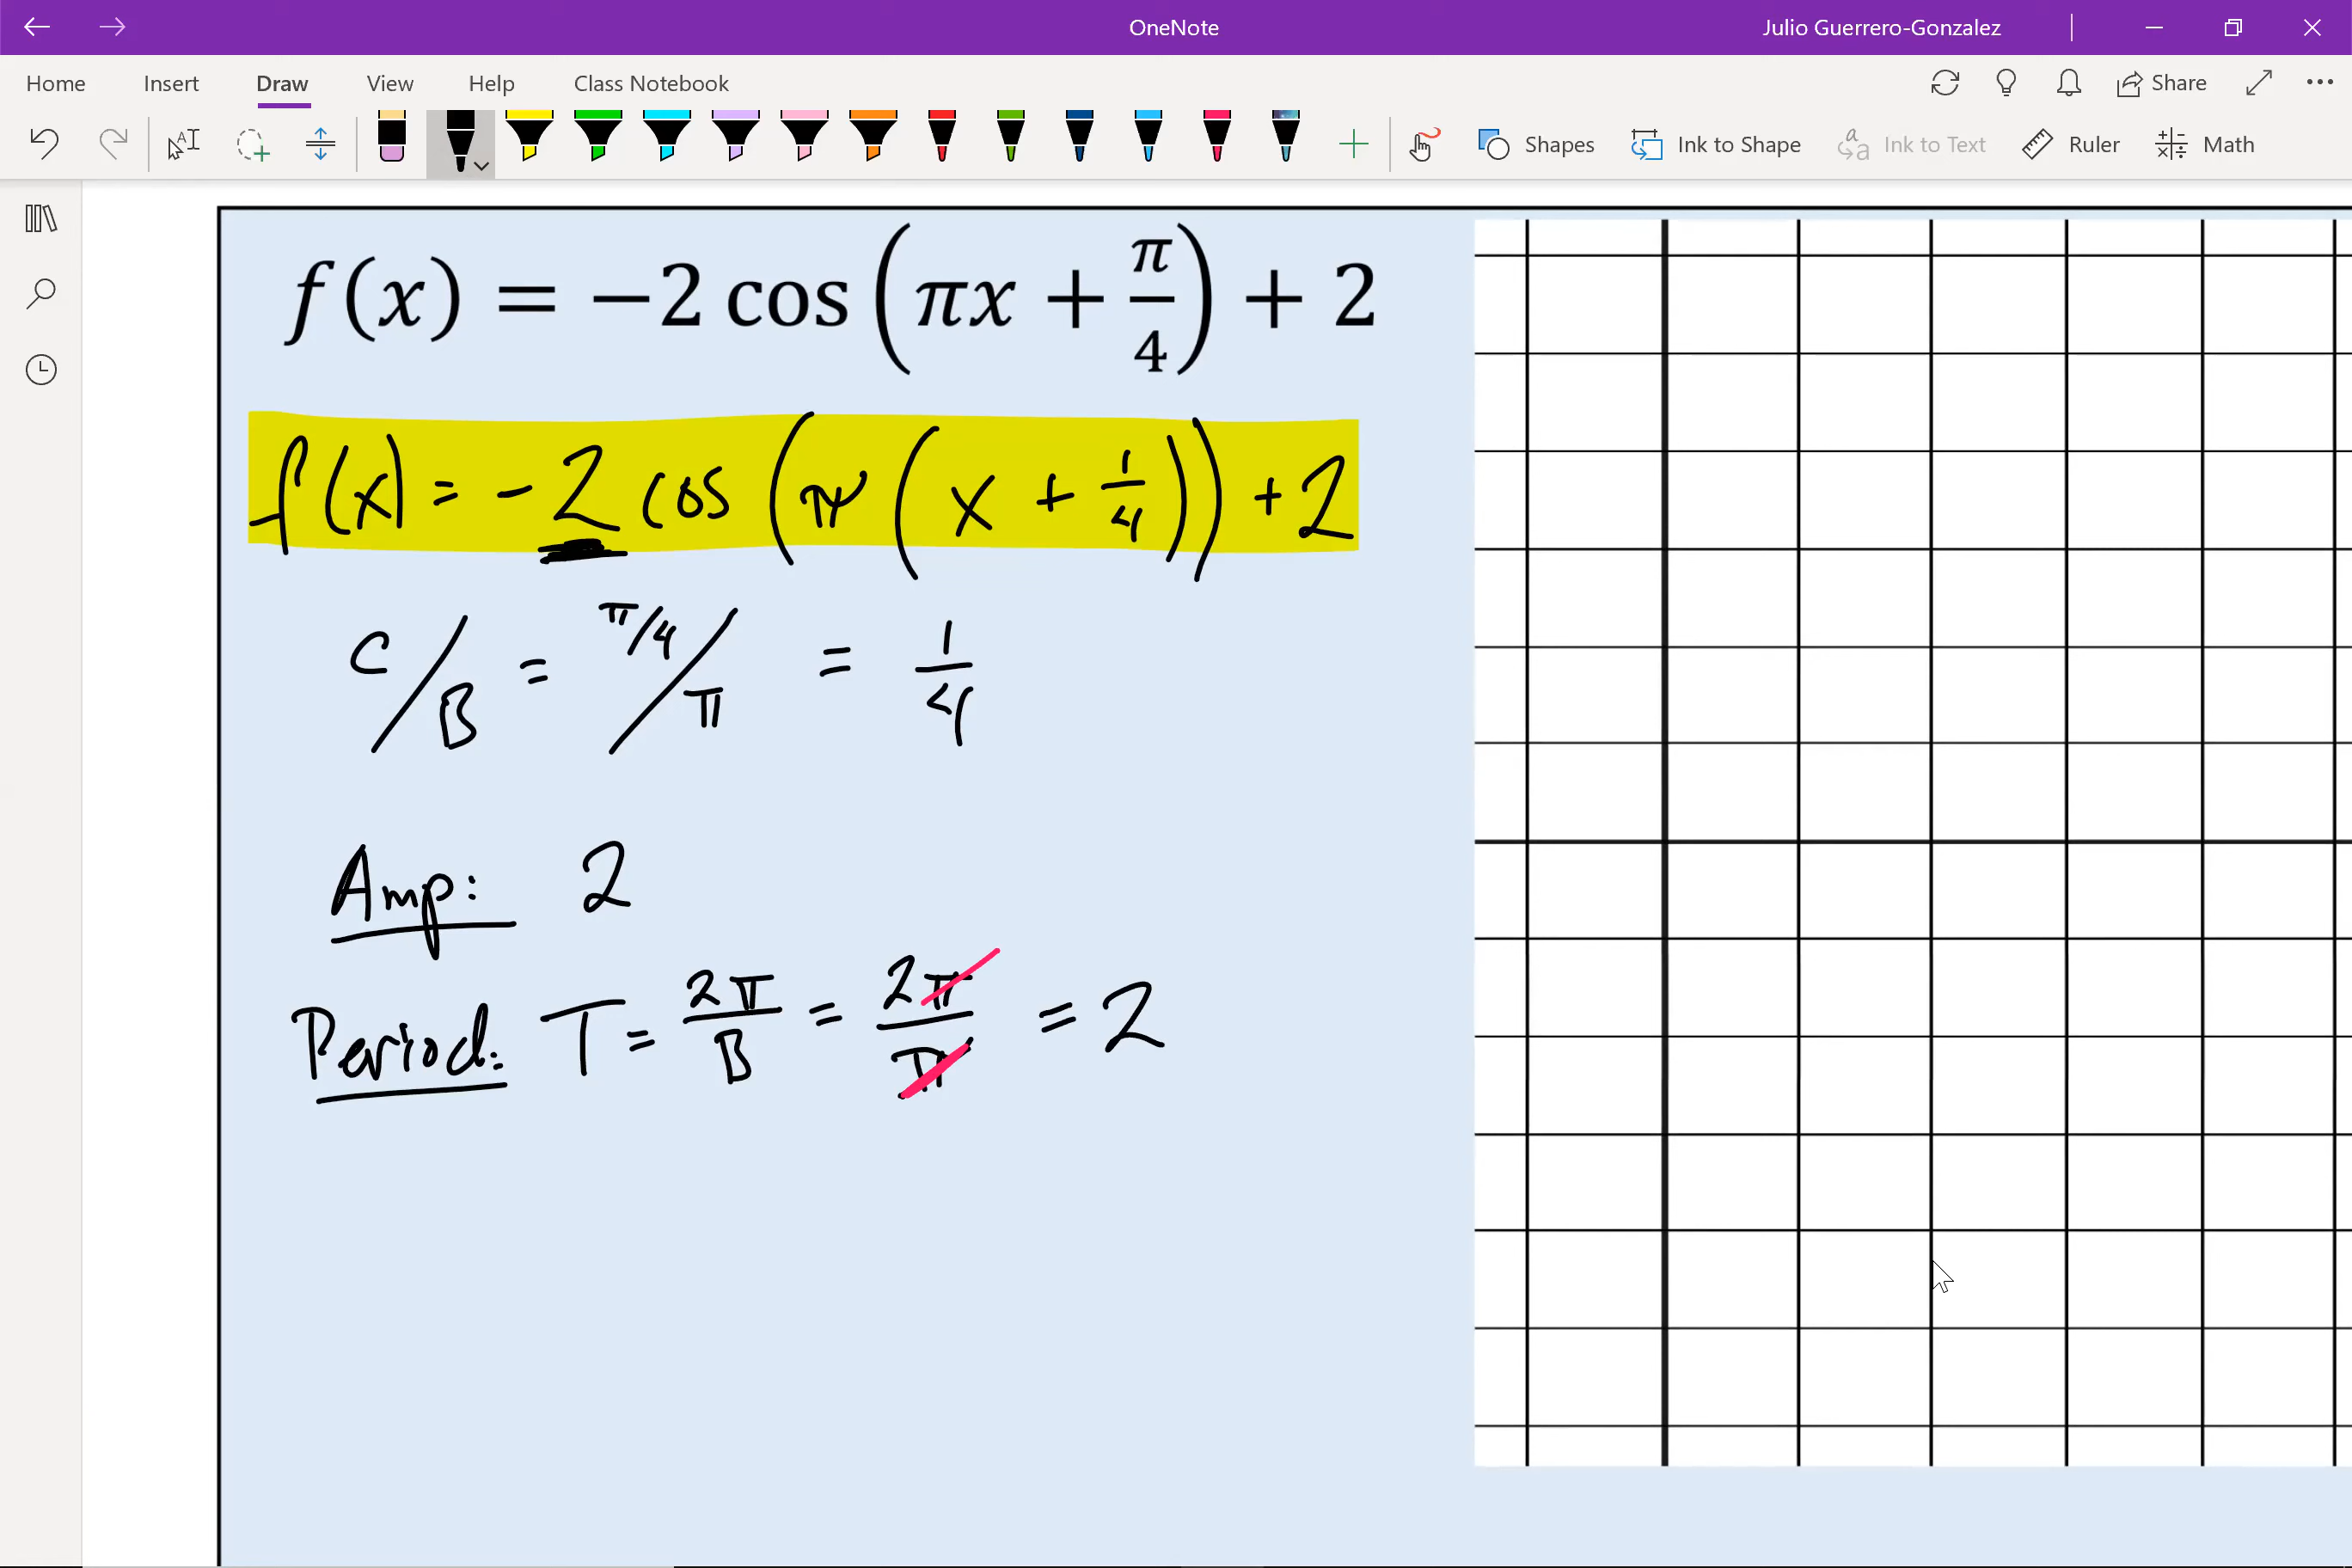 OneNote
Julio Guerrero-Gonzalez
Home Insert Draw View Help Class Notebook
Share
Shapes Ink to Shape Ink to Text Ruler Math
f(x) = −2 cos(πx + π/4) + 2
f(x) = -2 cos(π(x + 1/4)) + 2
C/B = π/4/π = 1/4
Amp: 2
Period: T = 2π/B = 2π/π = 2